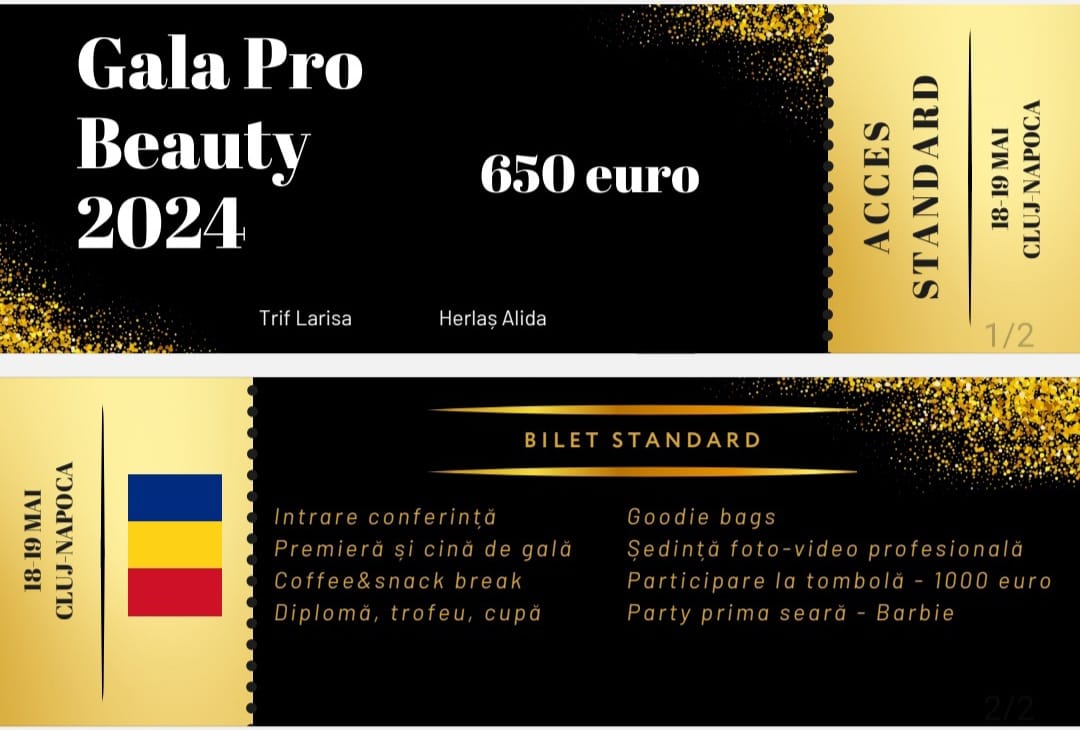 Gala Pro
Beauty
2024
650 euro
Trif Larisa
Herlaș Alida
ACCES
STANDARD
18-19 MAI
CLUJ-NAPOCA
1/2
18-19 MAI
CLUJ-NAPOCA
BILET STANDARD
Intrare conferință
Premieră și cină de gală
Coffee&snack break
Diplomă, trofeu, cupă
Goodie bags
Ședință foto-video profesională
Participare la tombolă - 1000 euro
Party prima seară - Barbie
2/2